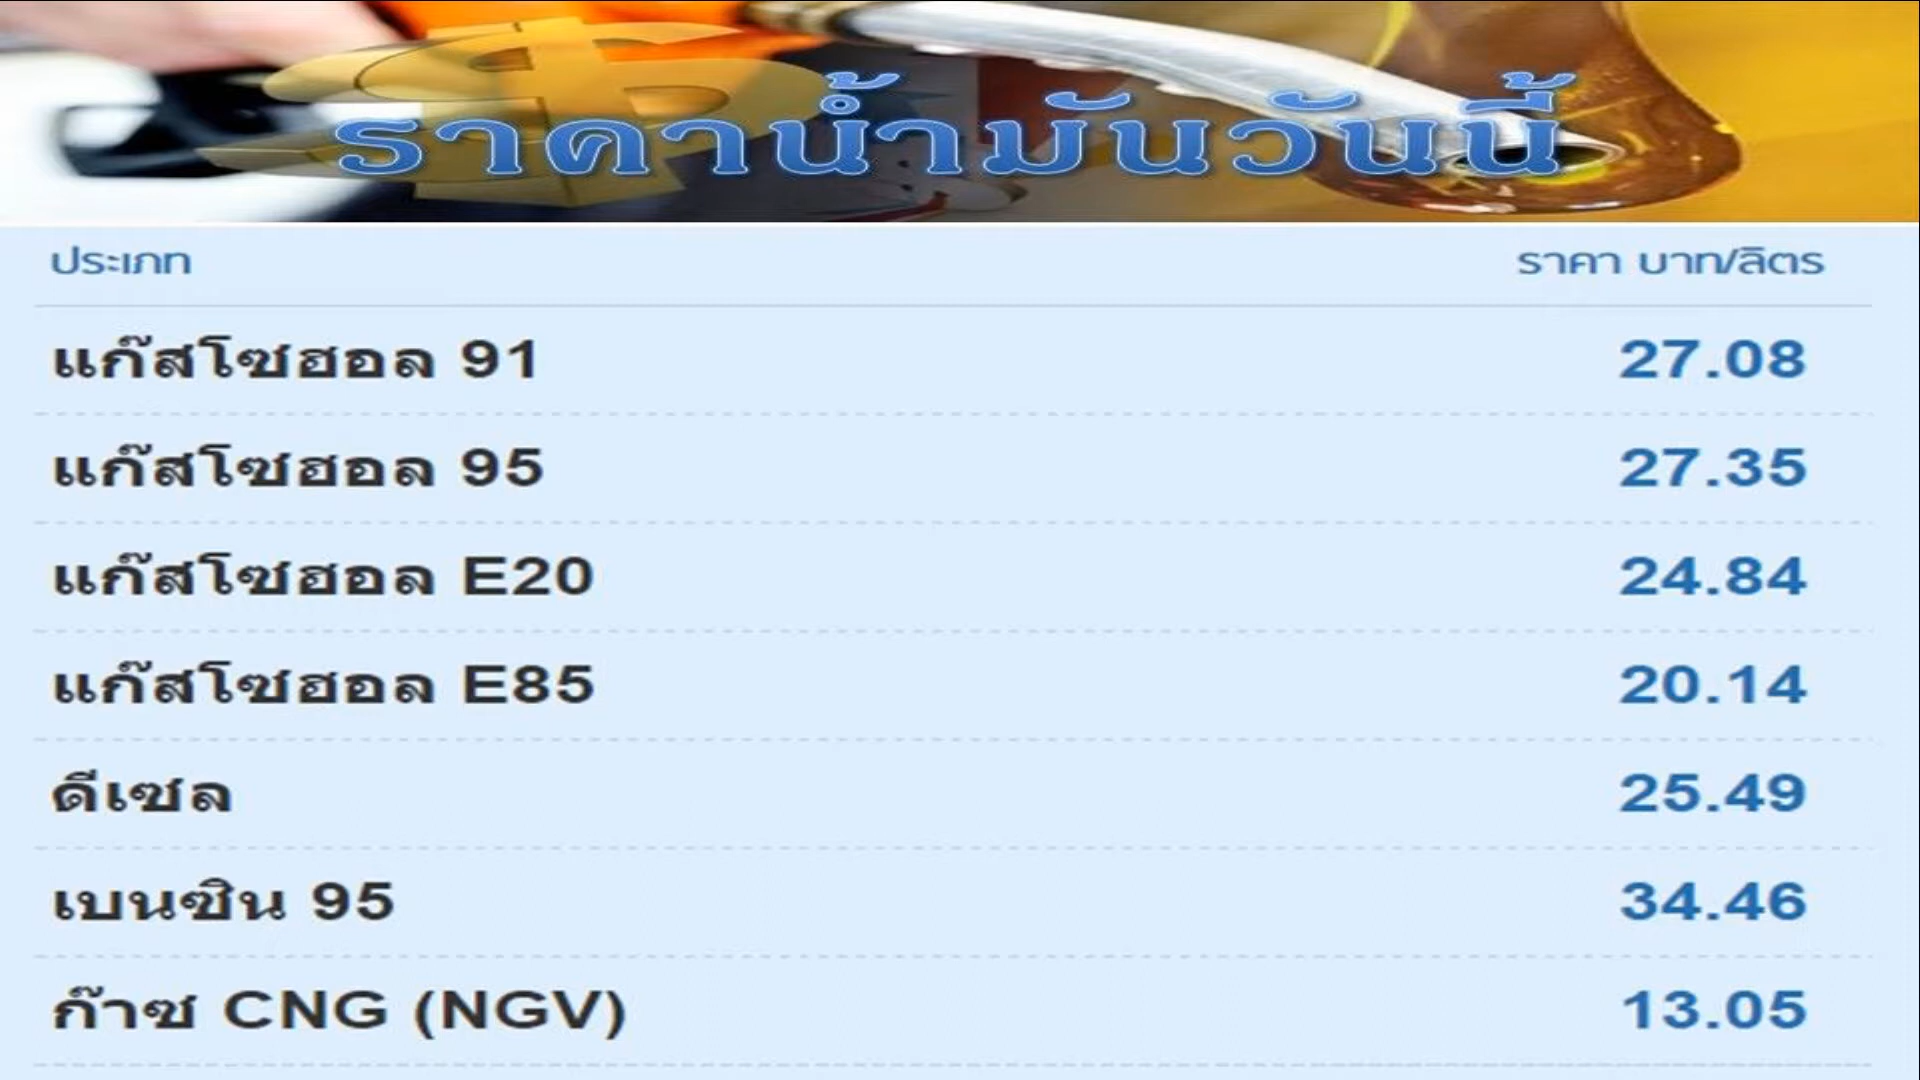 ราคาน้ำมันวันนี้
ประเภท ราคา บาท/ลิตร
แก๊สโซฮอล 91 27.08
แก๊สโซฮอล 95 27.35
แก๊สโซฮอล E20 24.84
แก๊สโซฮอล E85 20.14
ดีเซล 25.49
เบนซิน 95 34.46
ก๊าซ CNG (NGV) 13.05